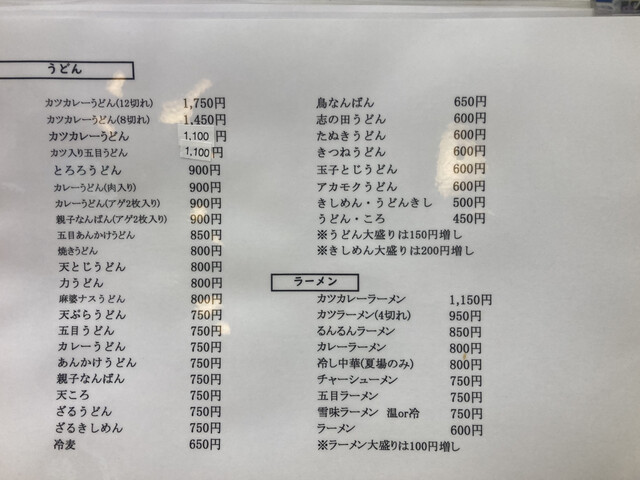 うどん
カツカレーうどん(12切れ) 1,750円
カツカレーうどん(8切れ) 1,450円
カツカレーうどん 1,100円
カツ入り五目うどん 1,100円
とろろうどん 900円
カレーうどん(肉入り) 900円
カレーうどん(アゲ2枚入り) 900円
親子なんばん(アゲ2枚入り) 900円
五目あんかけうどん 850円
焼きうどん 800円
天とじうどん 800円
力うどん 800円
麻婆ナスうどん 800円
天ぷらうどん 750円
五目うどん 750円
カレーうどん 750円
あんかけうどん 750円
親子なんばん 750円
天ころ 750円
ざるうどん 750円
ざるきしめん 750円
冷麦 650円
鳥なんばん 650円
志の田うどん 600円
たぬきうどん 600円
きつねうどん 600円
玉子とじうどん 600円
アカモクうどん 600円
きしめん・うどんきし 500円
うどん・ころ 450円
※うどん大盛りは150円増し
※きしめん大盛りは200円増し
ラーメン
カツカレーラーメン 1,150円
カツラーメン(4切れ) 950円
るんるんラーメン 850円
カレーラーメン 800円
冷し中華(夏場のみ) 800円
チャーシューメン 750円
五目ラーメン 750円
雪味ラーメン 温or冷 750円
ラーメン 600円
※ラーメン大盛りは100円増し